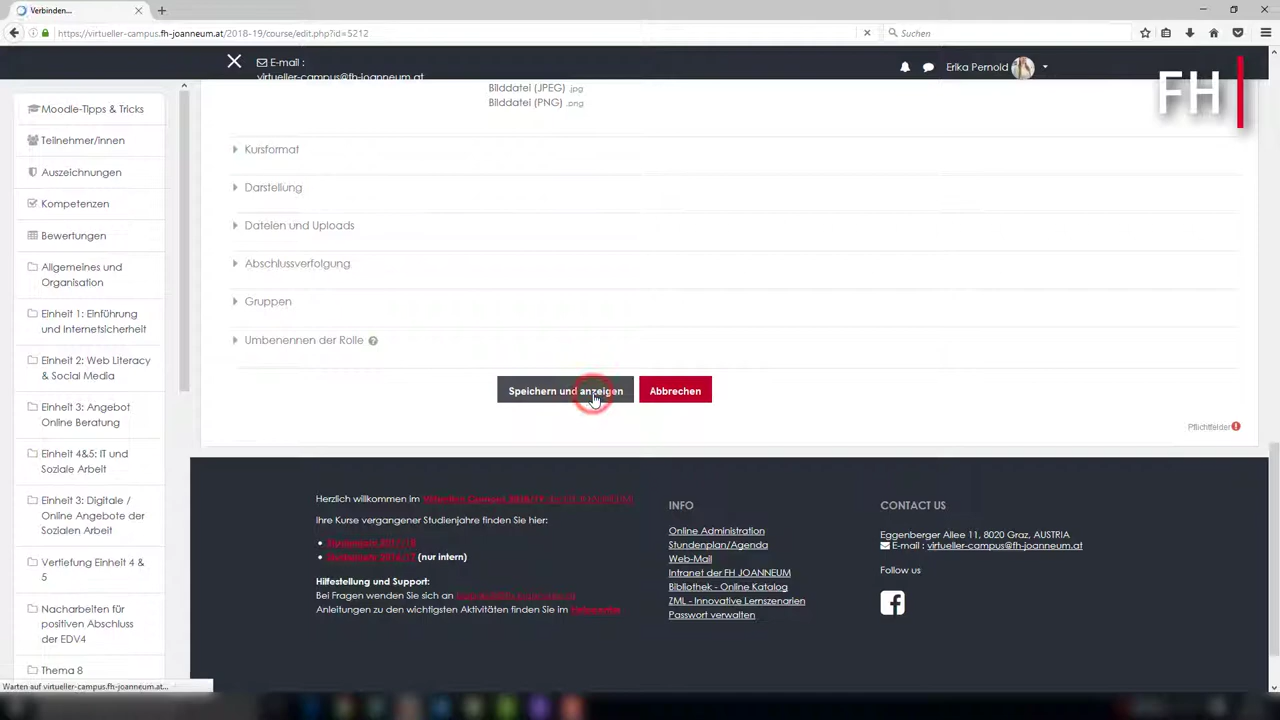 Verbinden...
https://virtueller-campus.fh-joanneum.at/2018-19/course/edit.php?id=5212
Suchen
E-mail :
virtueller-campus@fh-joanneum.at
Erika Pernold
FH
Bilddatei (JPEG) .jpg
Bilddatei (PNG) .png
Moodle-Tipps & Tricks
Teilnehmer/innen
Auszeichnungen
Kompetenzen
Bewertungen
Allgemeines und
Organisation
Einheit 1: Einführung
und Internetsicherheit
Einheit 2: Web Literacy
& Social Media
Einheit 3: Angebot
Online Beratung
Einheit 4&5: IT und
Soziale Arbeit
Einheit 3: Digitale /
Online Angebote der
Sozialen Arbeit
Vertiefung Einheit 4 &
5
Nacharbeiten für
positiven Abschluss
der EDV4
Thema 8
Kursformat
Darstellung
Dateien und Uploads
Abschlussverfolgung
Gruppen
Umbenennen der Rolle
Speichern und anzeigen
Abbrechen
Pflichtfelder
Herzlich willkommen im
Ihre Kurse vergangener Studienjahre finden Sie hier:
(nur intern)
Hilfestellung und Support:
Bei Fragen wenden Sie sich an
Anleitungen zu den wichtigsten Aktivitäten finden Sie im
INFO
Online Administration
Stundenplan/Agenda
Web-Mail
Intranet der FH JOANNEUM
Bibliothek - Online Katalog
ZML - Innovative Lernszenarien
Passwort verwalten
CONTACT US
Eggenberger Allee 11, 8020 Graz, AUSTRIA
E-mail : virtueller-campus@fh-joanneum.at
Follow us
Warten auf virtueller-campus.fh-joanneum.at...